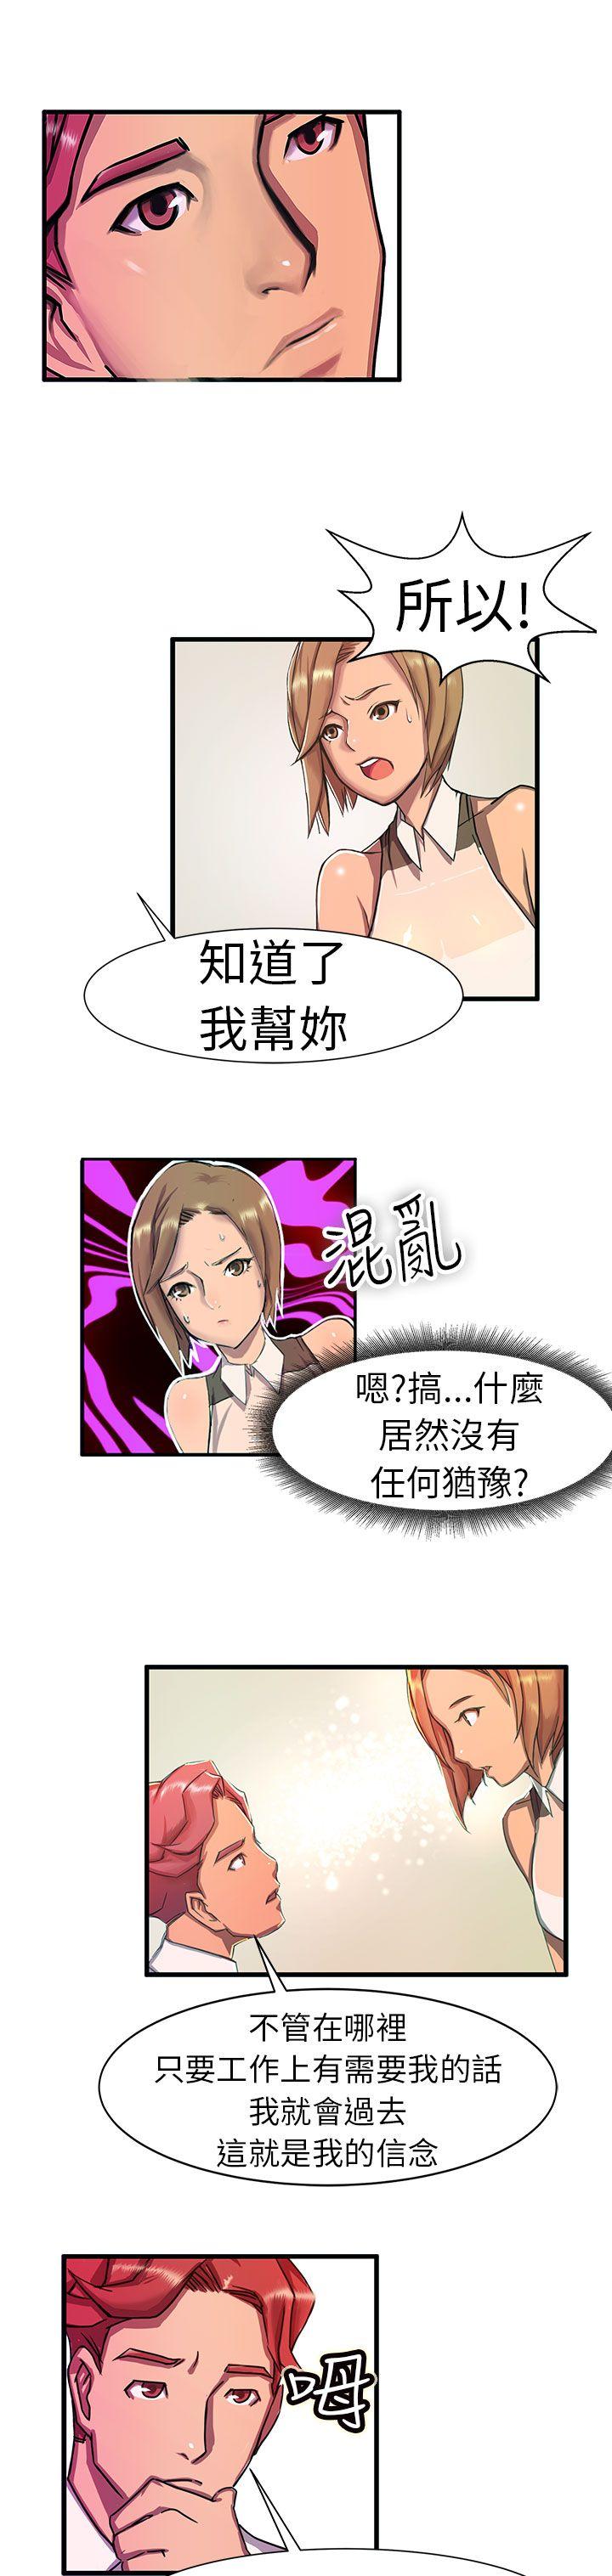 所以!
知道了
我幫妳
混亂
嗯?搞...什麼
居然沒有
任何猶豫?
不管在哪裡
只要工作上有需要我的話
我就會過去
這就是我的信念
呣